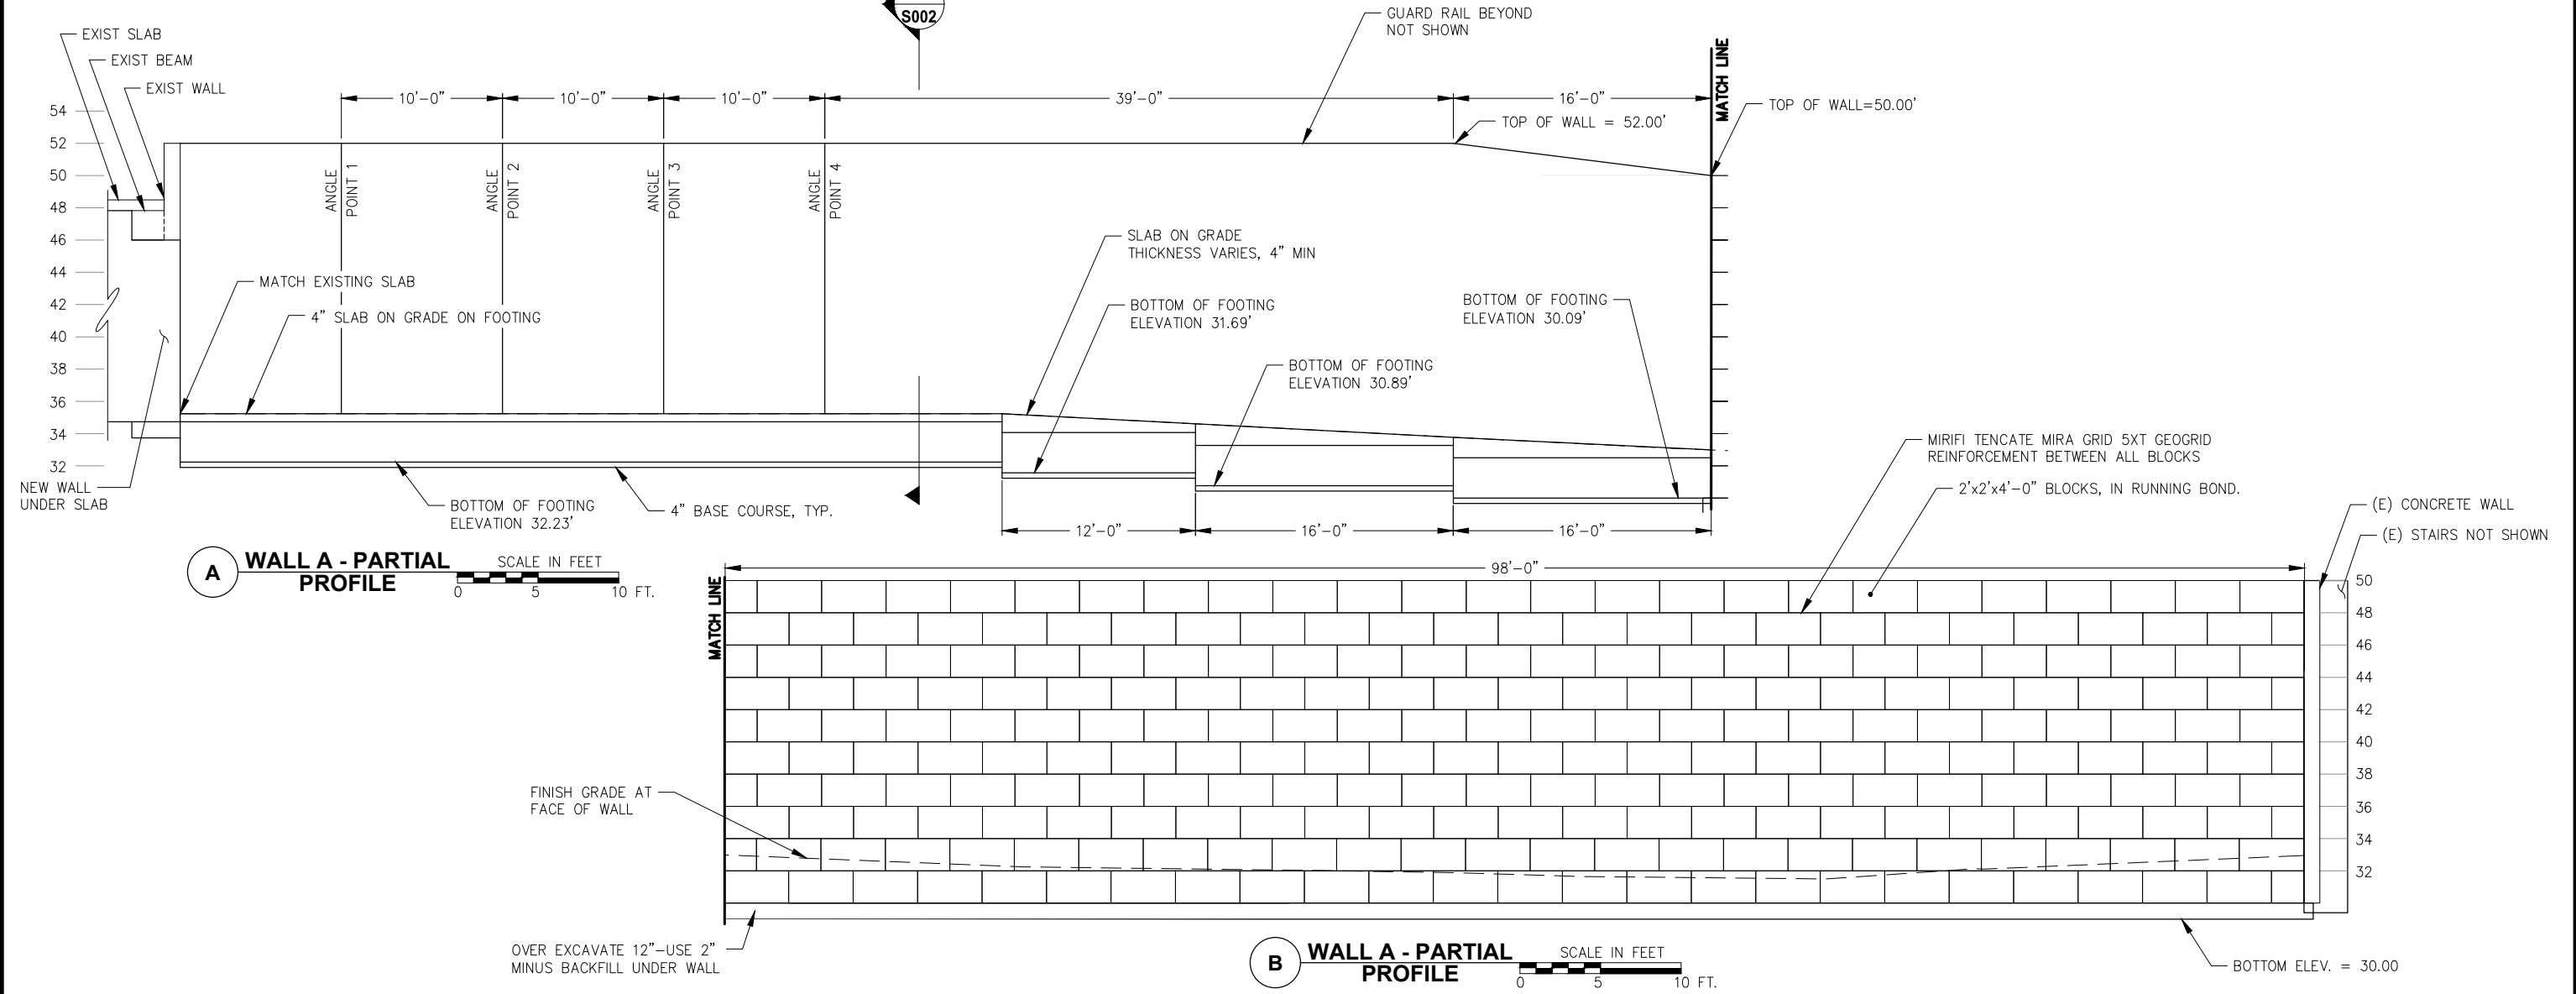 S002
GUARD RAIL BEYOND
NOT SHOWN
EXIST SLAB
EXIST BEAM
EXIST WALL
MATCH LINE
10'-0"
10'-0"
10'-0"
39'-0"
16'-0"
TOP OF WALL=50.00'
TOP OF WALL = 52.00'
54
52
50
48
46
44
42
40
38
36
34
32
ANGLE
POINT 1
ANGLE
POINT 2
ANGLE
POINT 3
ANGLE
POINT 4
SLAB ON GRADE
THICKNESS VARIES, 4" MIN
MATCH EXISTING SLAB
4" SLAB ON GRADE ON FOOTING
BOTTOM OF FOOTING
ELEVATION 31.69'
BOTTOM OF FOOTING
ELEVATION 30.09'
BOTTOM OF FOOTING
ELEVATION 30.89'
NEW WALL
UNDER SLAB
BOTTOM OF FOOTING
ELEVATION 32.23'
4" BASE COURSE, TYP.
12'-0"
16'-0"
16'-0"
A
WALL A - PARTIAL
PROFILE
SCALE IN FEET
0 5 10 FT.
MIRIFI TENCATE MIRA GRID 5XT GEOGRID
REINFORCEMENT BETWEEN ALL BLOCKS
2'x2'x4'-0" BLOCKS, IN RUNNING BOND.
(E) CONCRETE WALL
(E) STAIRS NOT SHOWN
98'-0"
MATCH LINE
50
48
46
44
42
40
38
36
34
32
FINISH GRADE AT
FACE OF WALL
OVER EXCAVATE 12"-USE 2"
MINUS BACKFILL UNDER WALL
B
WALL A - PARTIAL
PROFILE
SCALE IN FEET
0 5 10 FT.
BOTTOM ELEV. = 30.00